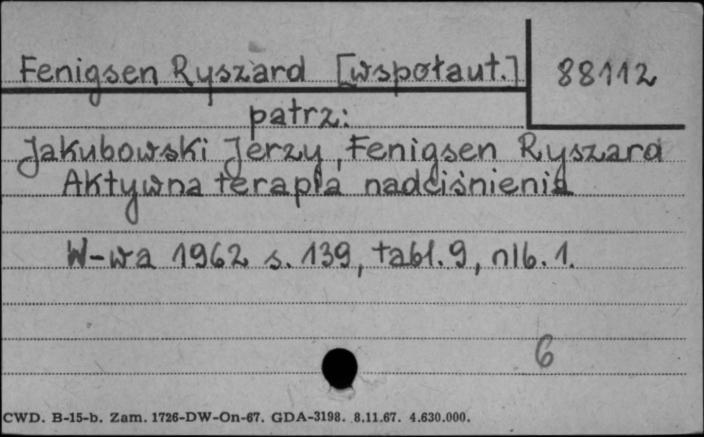 Fenigsen Ryszard [współaut.] 88112
patrz:
Jakubowski Jerzy, Fenigsen Ryszard
Aktywna terapia nadciśnienia
W-wa 1962 s. 139, tabl. 9, nlb. 1.
6
CWD. B-15-b. Zam. 1726-DW-On-67. GDA-3198. 8.11.67. 4.630.000.